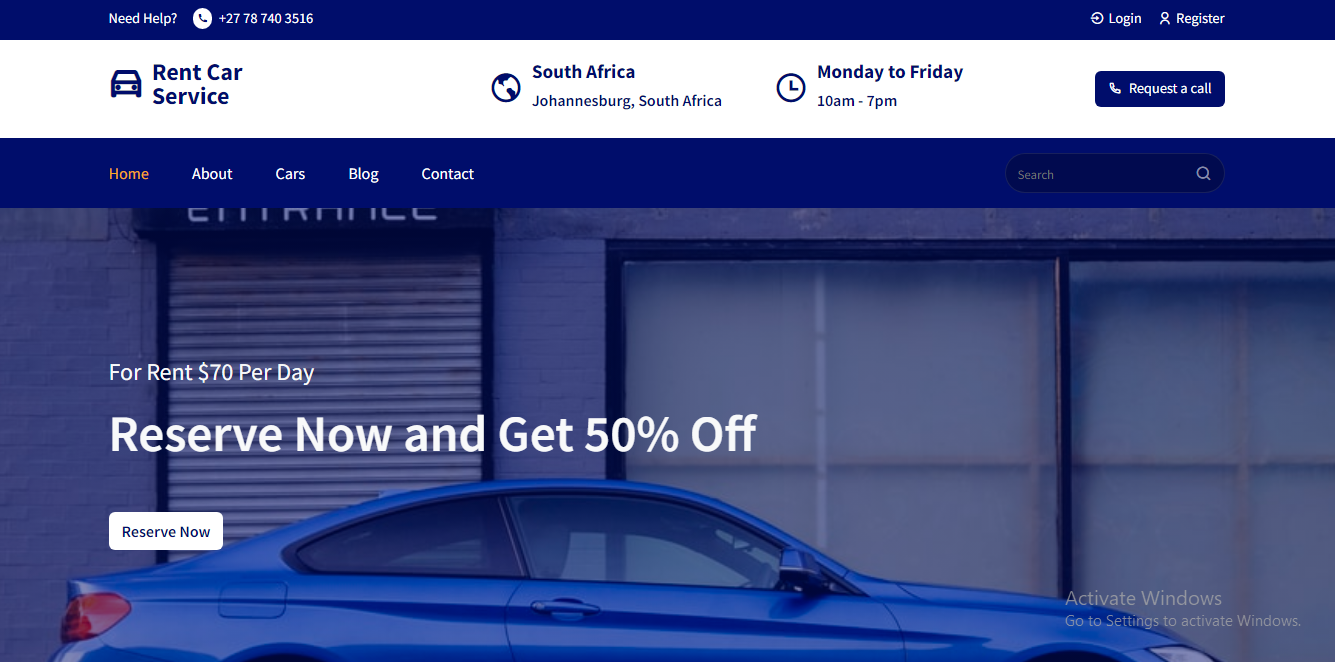 Need Help? +27 78 740 3516 Login Register
Rent Car
Service
South Africa
Johannesburg, South Africa
Monday to Friday
10am - 7pm
Request a call
Home About Cars Blog Contact Search
ENTRANCE
For Rent $70 Per Day
Reserve Now and Get 50% Off
Reserve Now
Activate Windows
Go to Settings to activate Windows.